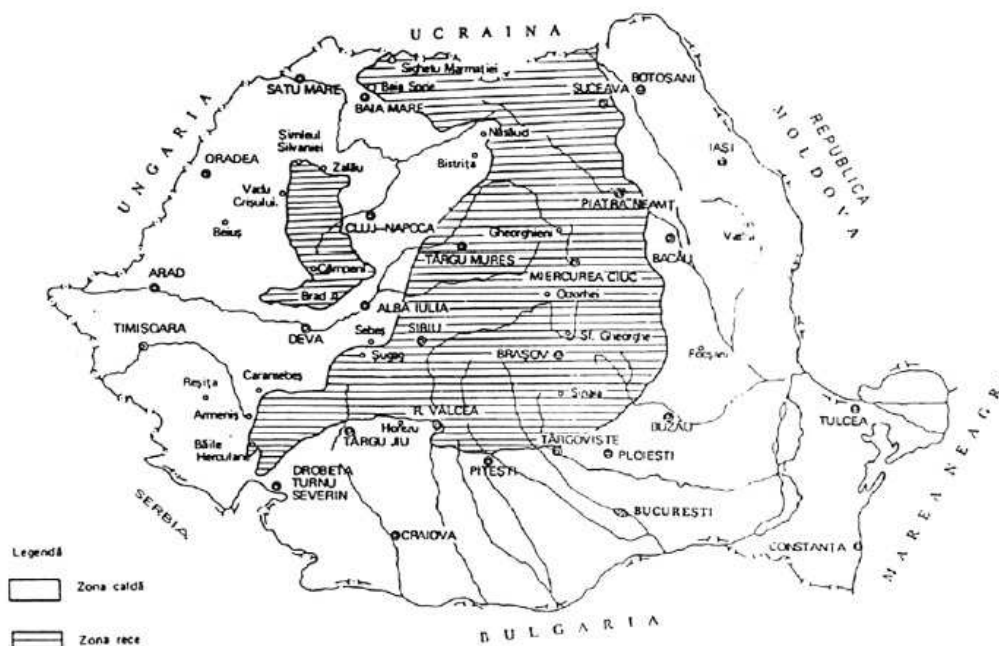 UCRAINA
Sighetu Marmației
BOTOȘANI
SATU MARE
Baia Sprie
SUCEAVA
BAIA MARE
UNGARIA
REPUBLICA
MOLDOVA
Șimleul
Silvaniei
Năsăud
IAȘI
ORADEA
Zalău
Bistrița
Vadu
Crișului
PIATRA NEAMȚ
Beiuș
CLUJ-NAPOCA
Gheorghieni
TÂRGU MUREȘ
BACĂU
Câmpeni
MIERCUREA CIUC
ARAD
Brad
ALBA IULIA
DEVA
Sebeș
SIBIU
Sf. Gheorghe
TIMIȘOARA
Șugag
BRAȘOV
Focșani
Reșița
Caransebeș
Sinaia
Armeniș
R. VÂLCEA
BUZĂU
TULCEA
Horezu
TÂRGU JIU
Băile
Herculane
TÂRGOVIȘTE
PLOIEȘTI
PITEȘTI
DROBETA
TURNU
SEVERIN
SERBIA
BUCUREȘTI
CRAIOVA
CONSTANȚA
MAREA NEAGR
Legendă
Zona caldă
BULGARIA
Zona rece